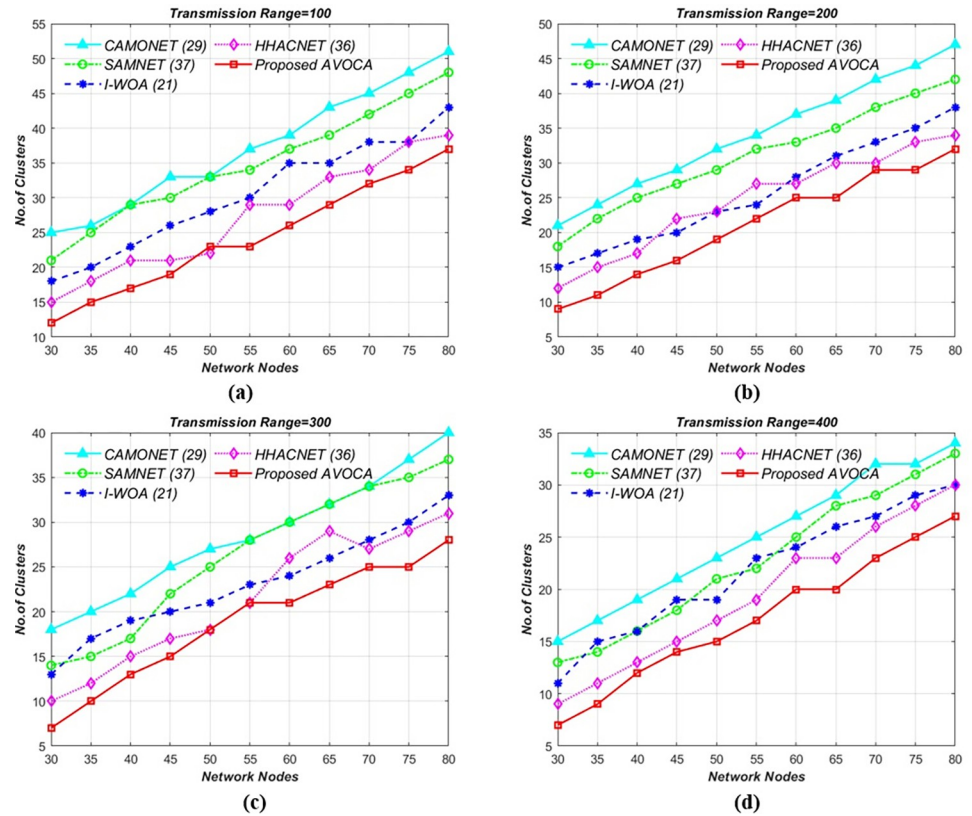 Transmission Range=100
No.of Clusters
55
50
45
40
35
30
25
20
15
10
CAMONET (29)
HHACNET (36)
SAMNET (37)
Proposed AVOCA
I-WOA (21)
30 35 40 45 50 55 60 65 70 75 80
Network Nodes
(a)
Transmission Range=200
No.of Clusters
50
45
40
35
30
25
20
15
10
5
CAMONET (29)
HHACNET (36)
SAMNET (37)
Proposed AVOCA
I-WOA (21)
30 35 40 45 50 55 60 65 70 75 80
Network Nodes
(b)
Transmission Range=300
No.of Clusters
40
35
30
25
20
15
10
5
CAMONET (29)
HHACNET (36)
SAMNET (37)
Proposed AVOCA
I-WOA (21)
30 35 40 45 50 55 60 65 70 75 80
Network Nodes
(c)
Transmission Range=400
No.of Clusters
35
30
25
20
15
10
5
CAMONET (29)
HHACNET (36)
SAMNET (37)
Proposed AVOCA
I-WOA (21)
30 35 40 45 50 55 60 65 70 75 80
Network Nodes
(d)